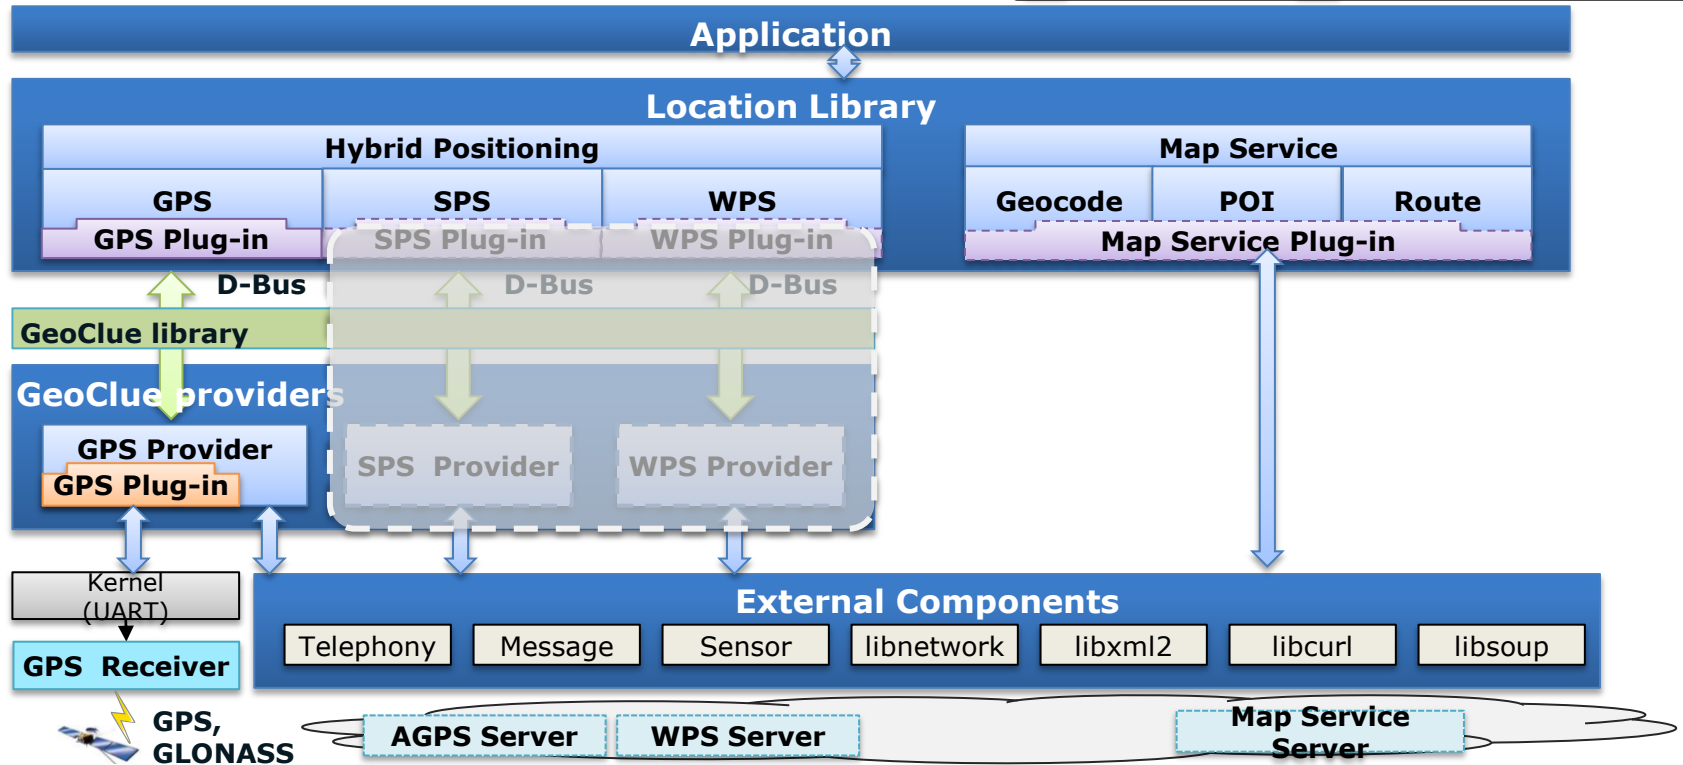 Application
Location Library
Hybrid Positioning
Map Service
GPS
SPS
WPS
Geocode
POI
Route
GPS Plug-in
SPS Plug-in
WPS Plug-in
Map Service Plug-in
D-Bus
D-Bus
D-Bus
GeoClue library
GeoClue providers
GPS Provider
GPS Plug-in
SPS Provider
WPS Provider
Kernel
(UART)
External Components
Telephony
Message
Sensor
libnetwork
libxml2
libcurl
libsoup
GPS Receiver
GPS,
GLONASS
AGPS Server
WPS Server
Map Service
Server